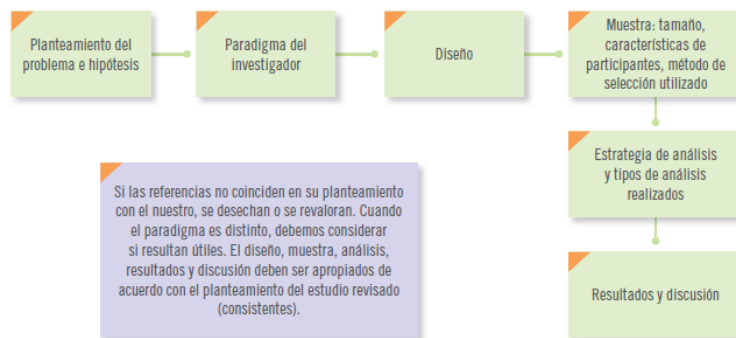 Planteamiento del
problema e hipótesis
Paradigma del
investigador
Diseño
Muestra: tamaño,
características de
participantes, método de
selección utilizado
Estrategia de análisis
y tipos de análisis
realizados
Resultados y discusión
Si las referencias no coinciden en su planteamiento
con el nuestro, se desechan o se revaloran. Cuando
el paradigma es distinto, debemos considerar
si resultan útiles. El diseño, muestra, análisis,
resultados y discusión deben ser apropiados de
acuerdo con el planteamiento del estudio revisado
(consistentes).